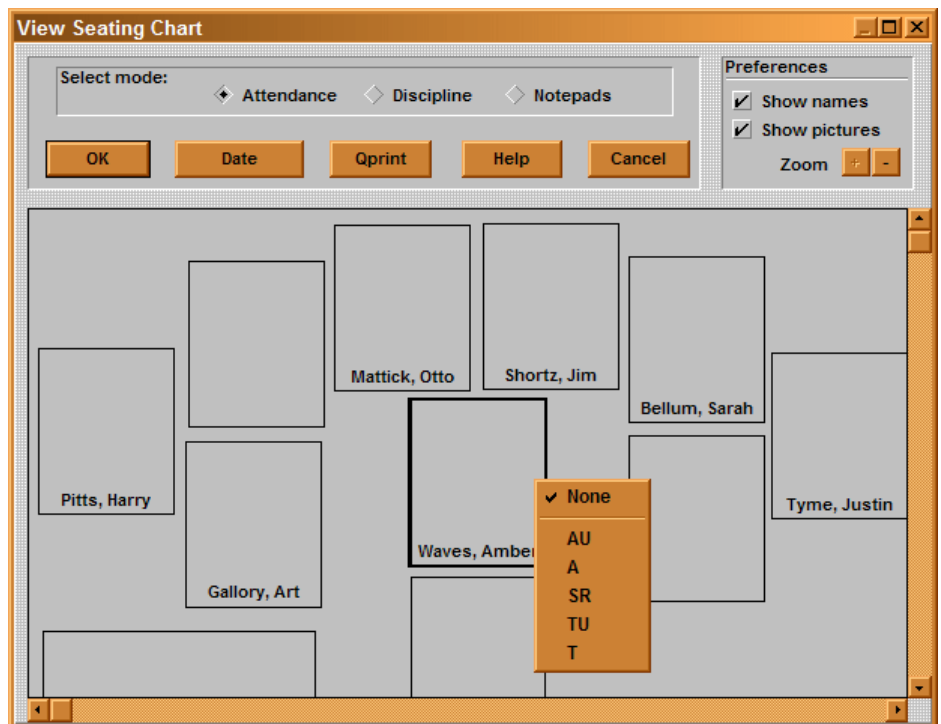 View Seating Chart
Select mode:
Attendance
Discipline
Notepads
OK
Date
Qprint
Help
Cancel
Preferences
Show names
Show pictures
Zoom + -
Mattick, Otto
Shortz, Jim
Bellum, Sarah
Pitts, Harry
Tyme, Justin
Waves, Amber
Gallory, Art
None
AU
A
SR
TU
T